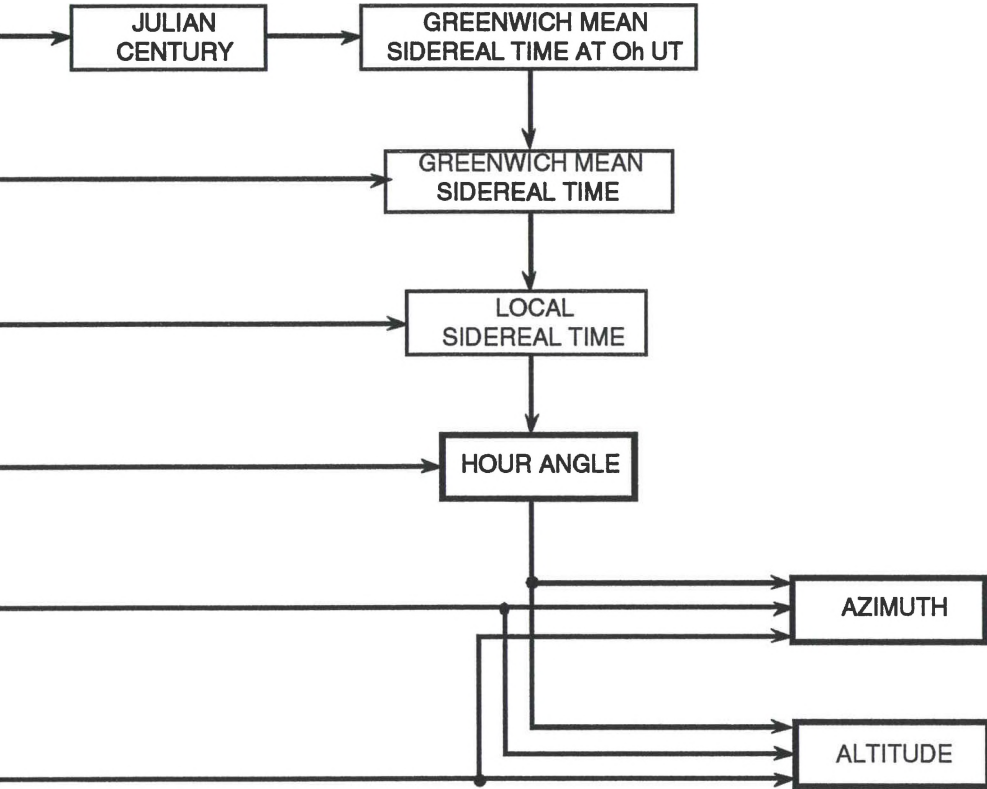 JULIAN
CENTURY
GREENWICH MEAN
SIDEREAL TIME AT Oh UT
GREENWICH MEAN
SIDEREAL TIME
LOCAL
SIDEREAL TIME
HOUR ANGLE
AZIMUTH
ALTITUDE